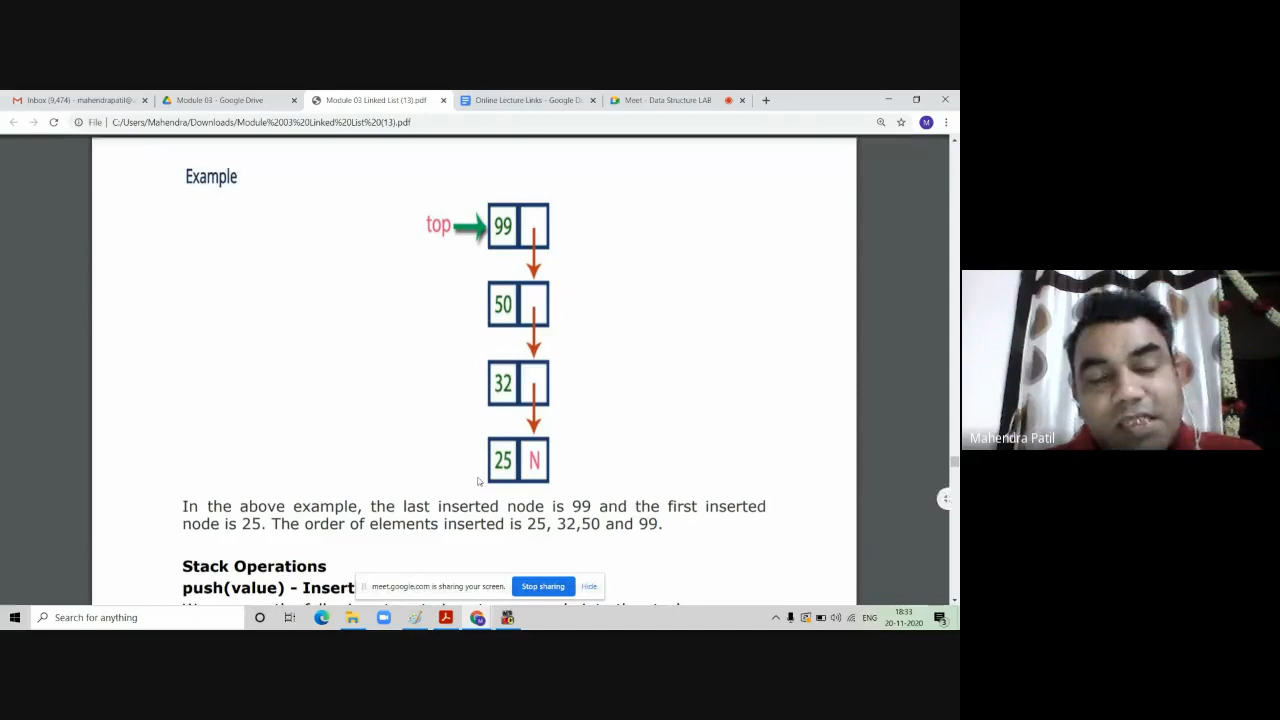 Inbox (9,474) - mahendrapatil@
Module 03 - Google Drive
Module 03 Linked List (13).pdf
Online Lecture Links - Google D
Meet - Data Structure LAB
File
C:/Users/Mahendra/Downloads/Module%2003%20Linked%20List%20(13).pdf
M
Example
top
99
50
32
25 N
In the above example, the last inserted node is 99 and the first inserted
node is 25. The order of elements inserted is 25, 32,50 and 99.
Stack Operations
push(value) - Insert
meet.google.com is sharing your screen.
Stop sharing
Hide
Mahendra Patil
Search for anything
ENG
18:33
20-11-2020
3